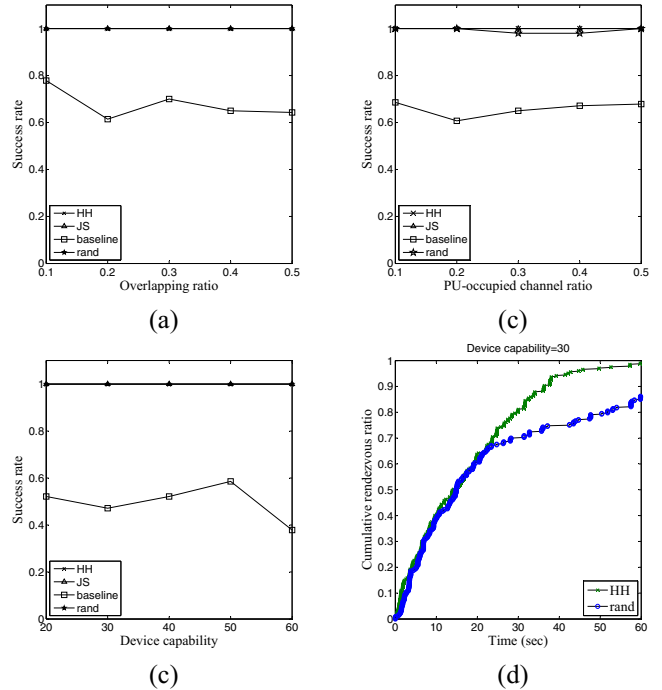 1
0.8
0.6
0.4
0.2
0
Success rate
HH
JS
baseline
rand
0.1 0.2 0.3 0.4 0.5
Overlapping ratio
(a)
1
0.8
0.6
0.4
0.2
0
Success rate
HH
JS
baseline
rand
0.1 0.2 0.3 0.4 0.5
PU-occupied channel ratio
(c)
1
0.8
0.6
0.4
0.2
0
Success rate
HH
JS
baseline
rand
20 30 40 50 60
Device capability
(c)
Device capability=30
1
0.9
0.8
0.7
0.6
0.5
0.4
0.3
0.2
0.1
0
Cumulative rendezvous ratio
HH
rand
0 10 20 30 40 50 60
Time (sec)
(d)